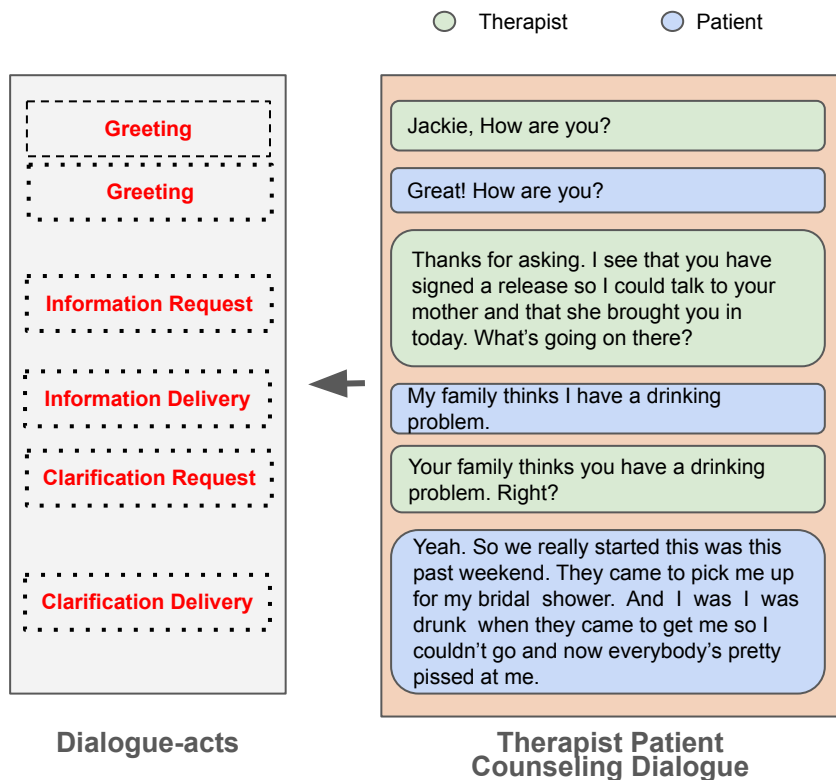 Therapist
Patient
Greeting
Greeting
Information Request
Information Delivery
Clarification Request
Clarification Delivery
Dialogue-acts
Jackie, How are you?
Great! How are you?
Thanks for asking. I see that you have
signed a release so I could talk to your
mother and that she brought you in
today. What's going on there?
My family thinks I have a drinking
problem.
Your family thinks you have a drinking
problem. Right?
Yeah. So we really started this was this
past weekend. They came to pick me up
for my bridal shower. And I was I was
drunk when they came to get me so I
couldn't go and now everybody's pretty
pissed at me.
Therapist Patient
Counseling Dialogue